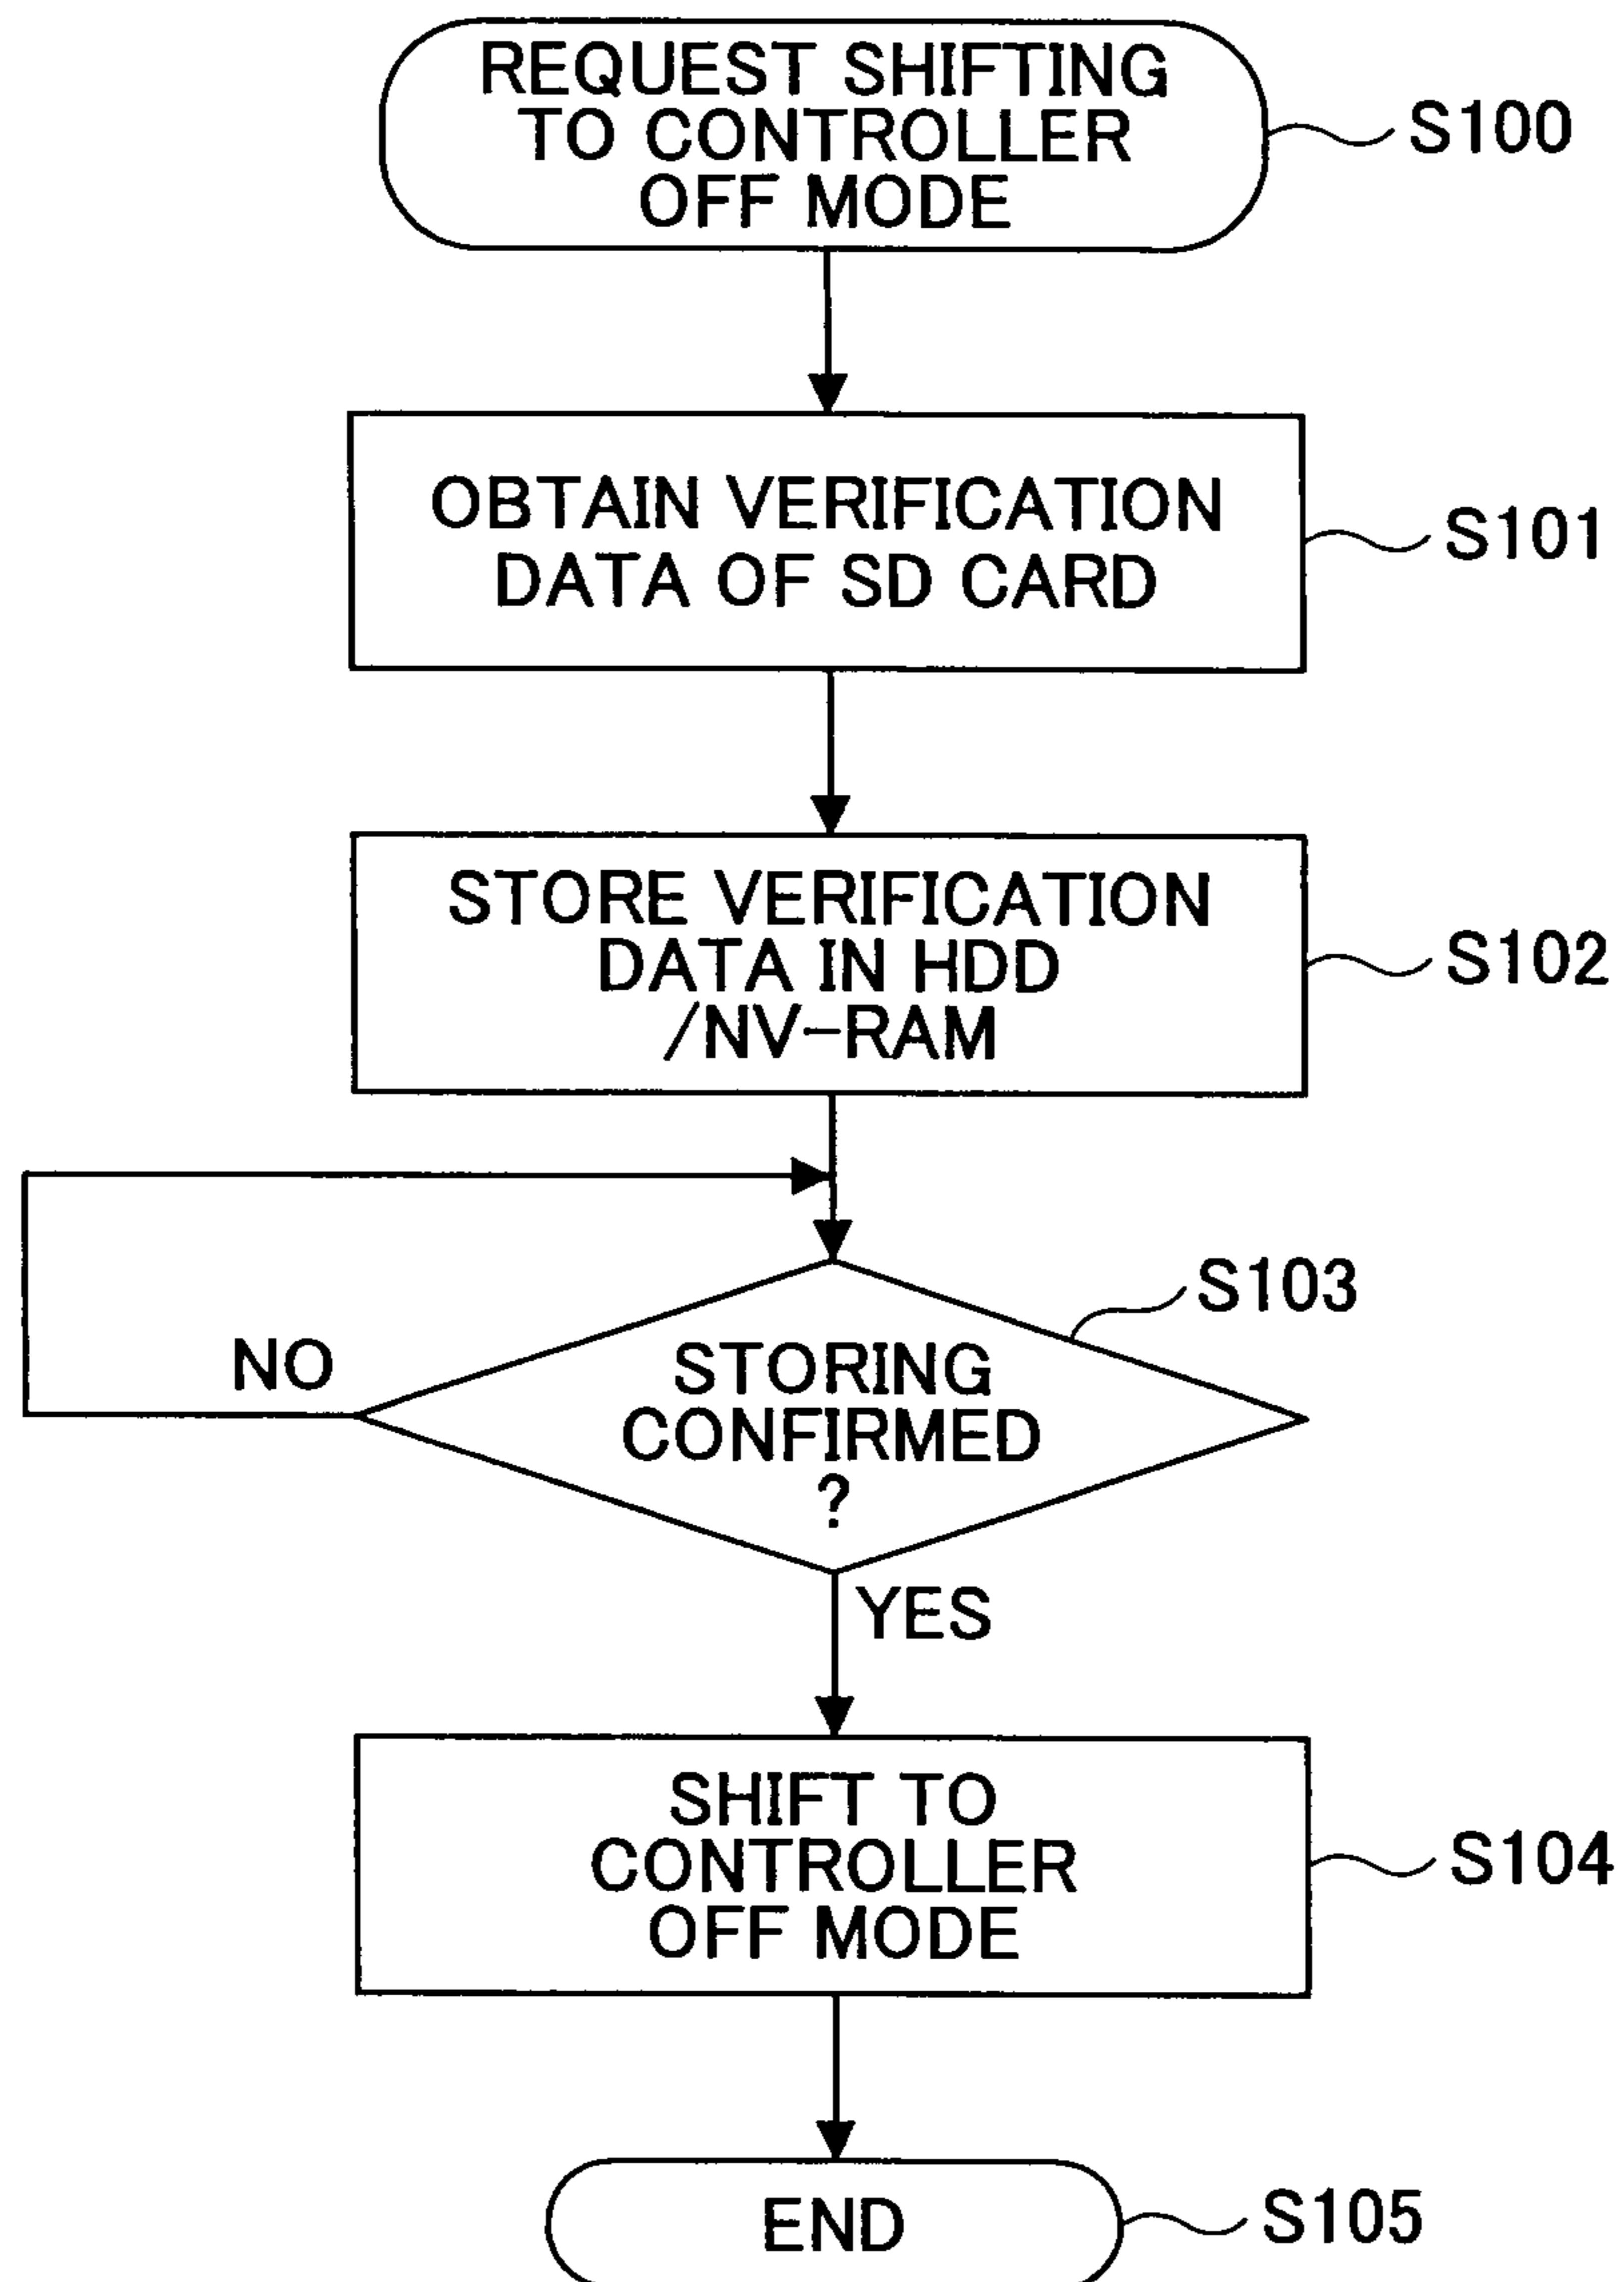 REQUEST SHIFTING
TO CONTROLLER
OFF MODE
S100
OBTAIN VERIFICATION
DATA OF SD CARD
S101
STORE VERIFICATION
DATA IN HDD
/NV-RAM
S102
S103
NO
STORING
CONFIRMED
?
YES
SHIFT TO
CONTROLLER
OFF MODE
S104
END
S105